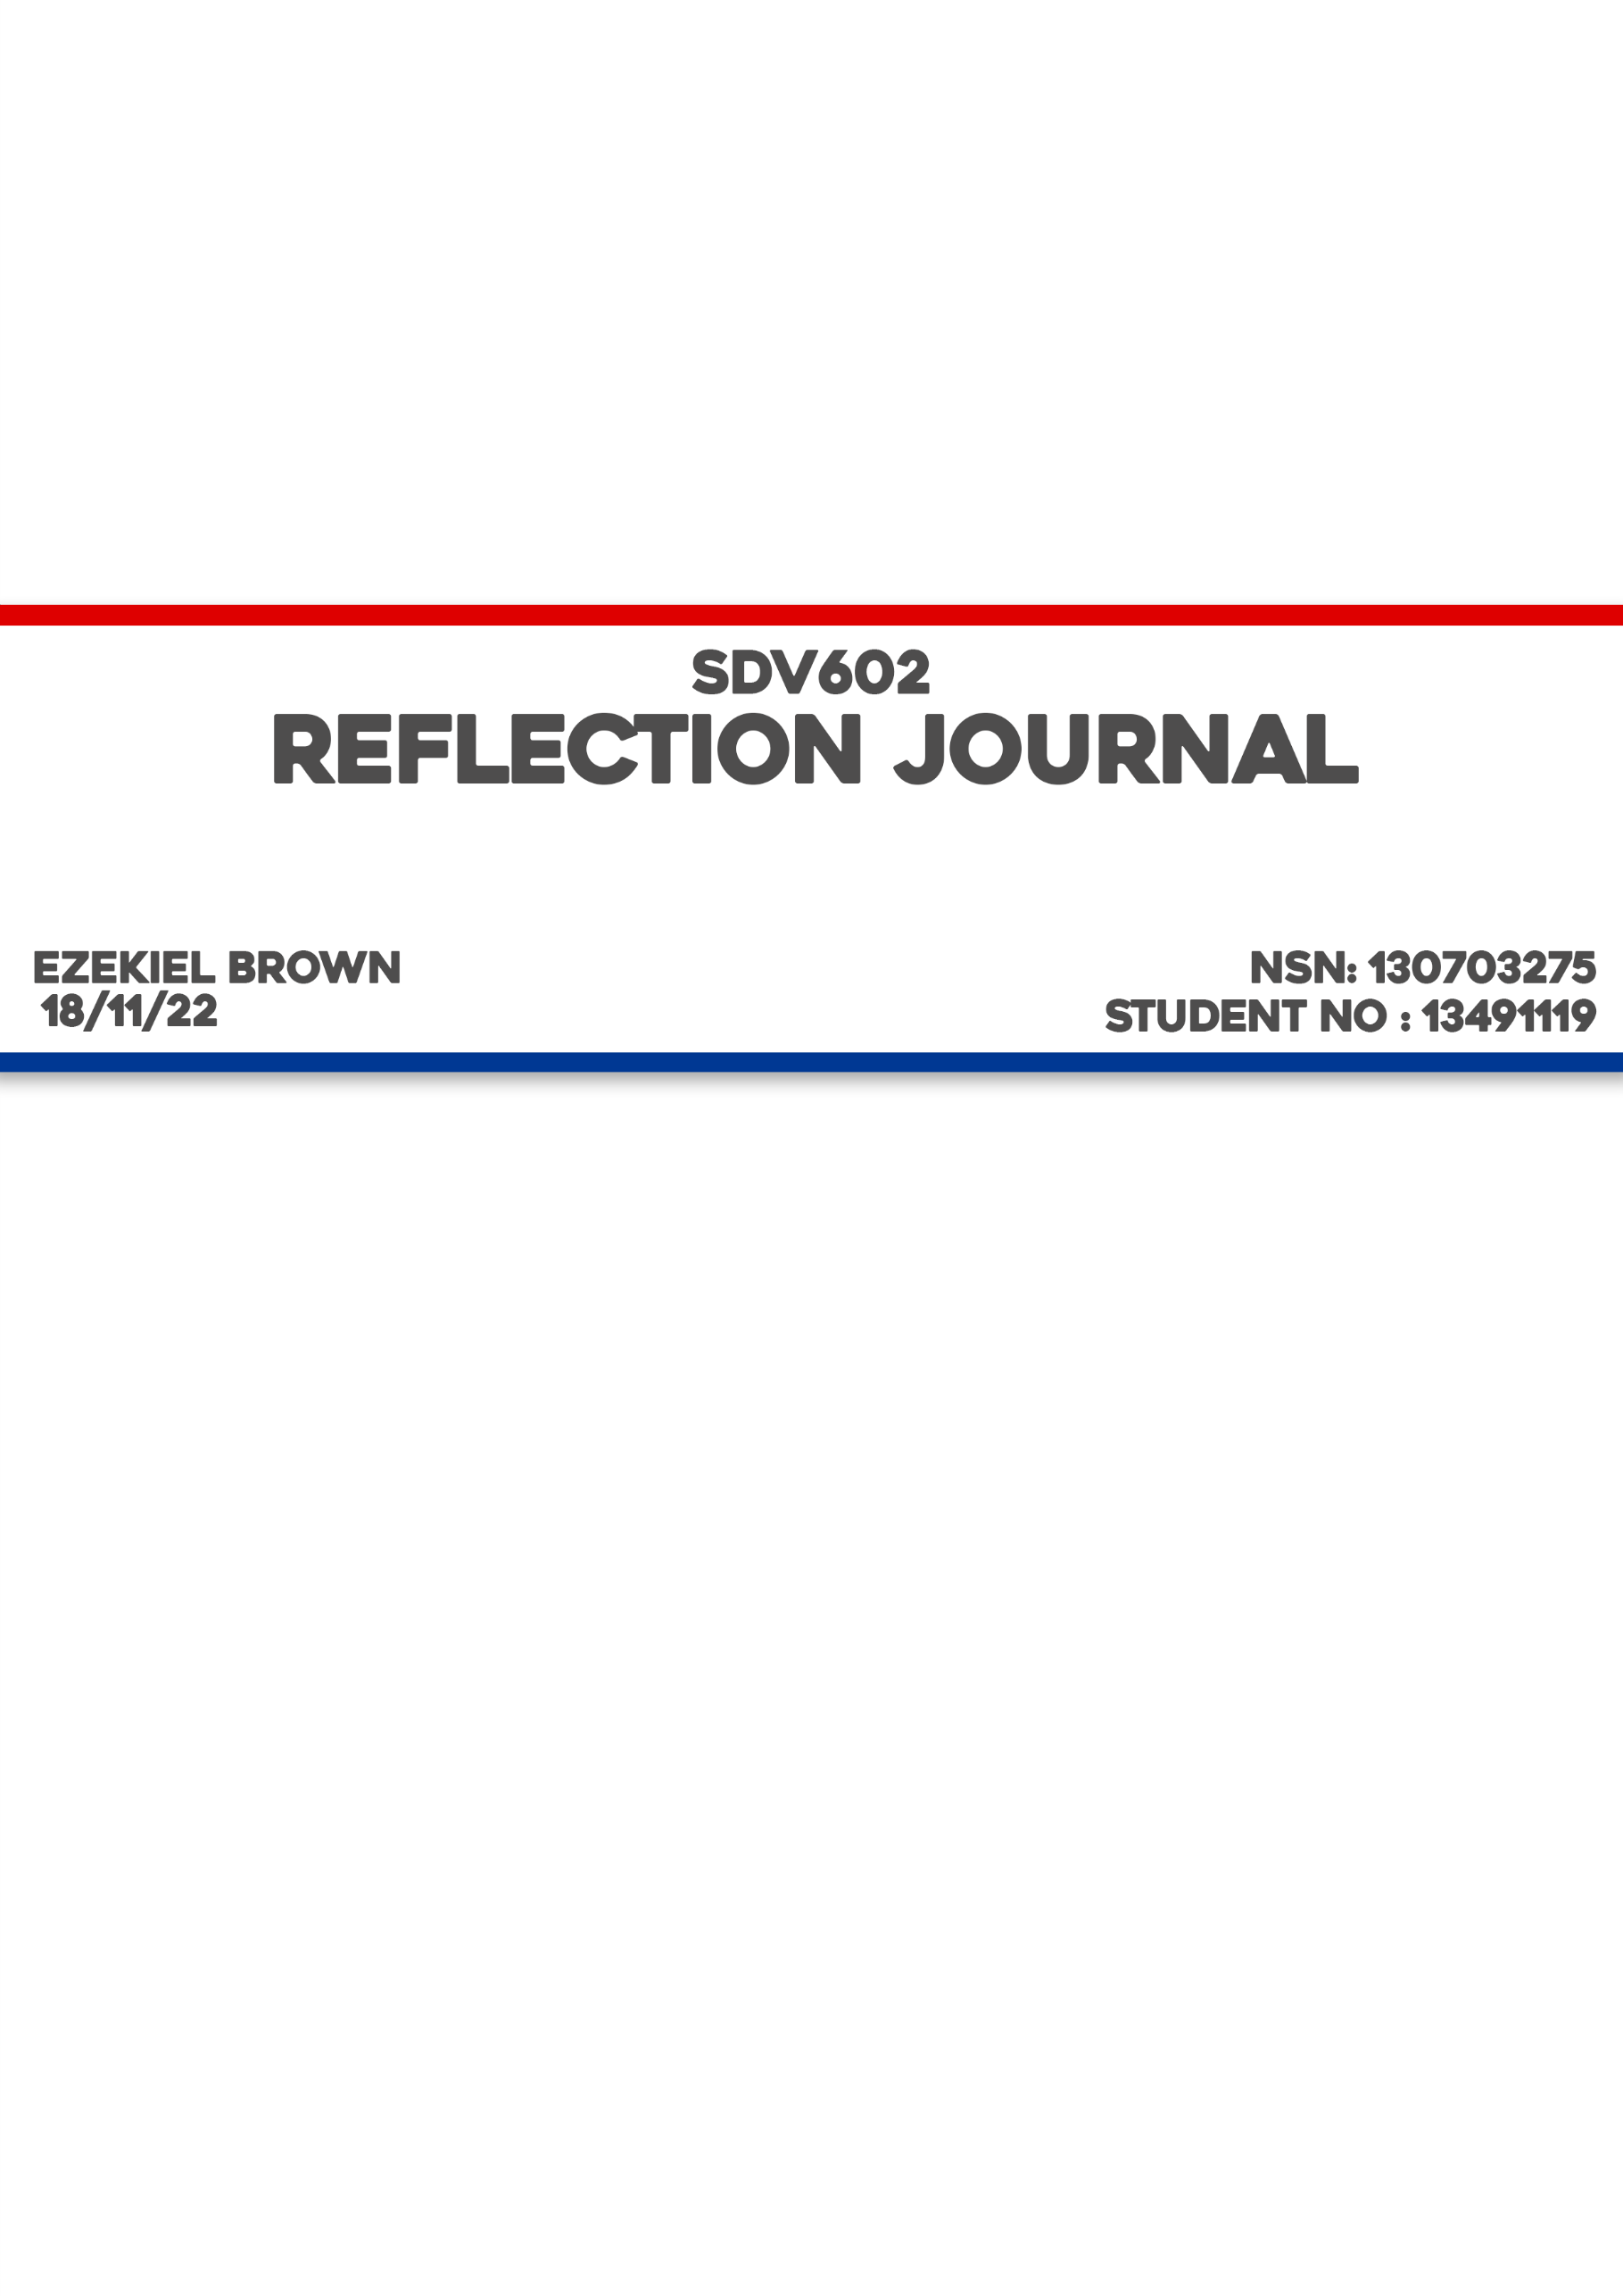 SDV602
REFLECTION JOURNAL
EZEKIEL BROWN
18/11/22
NSN: 130703275
STUDENT NO : 13491119